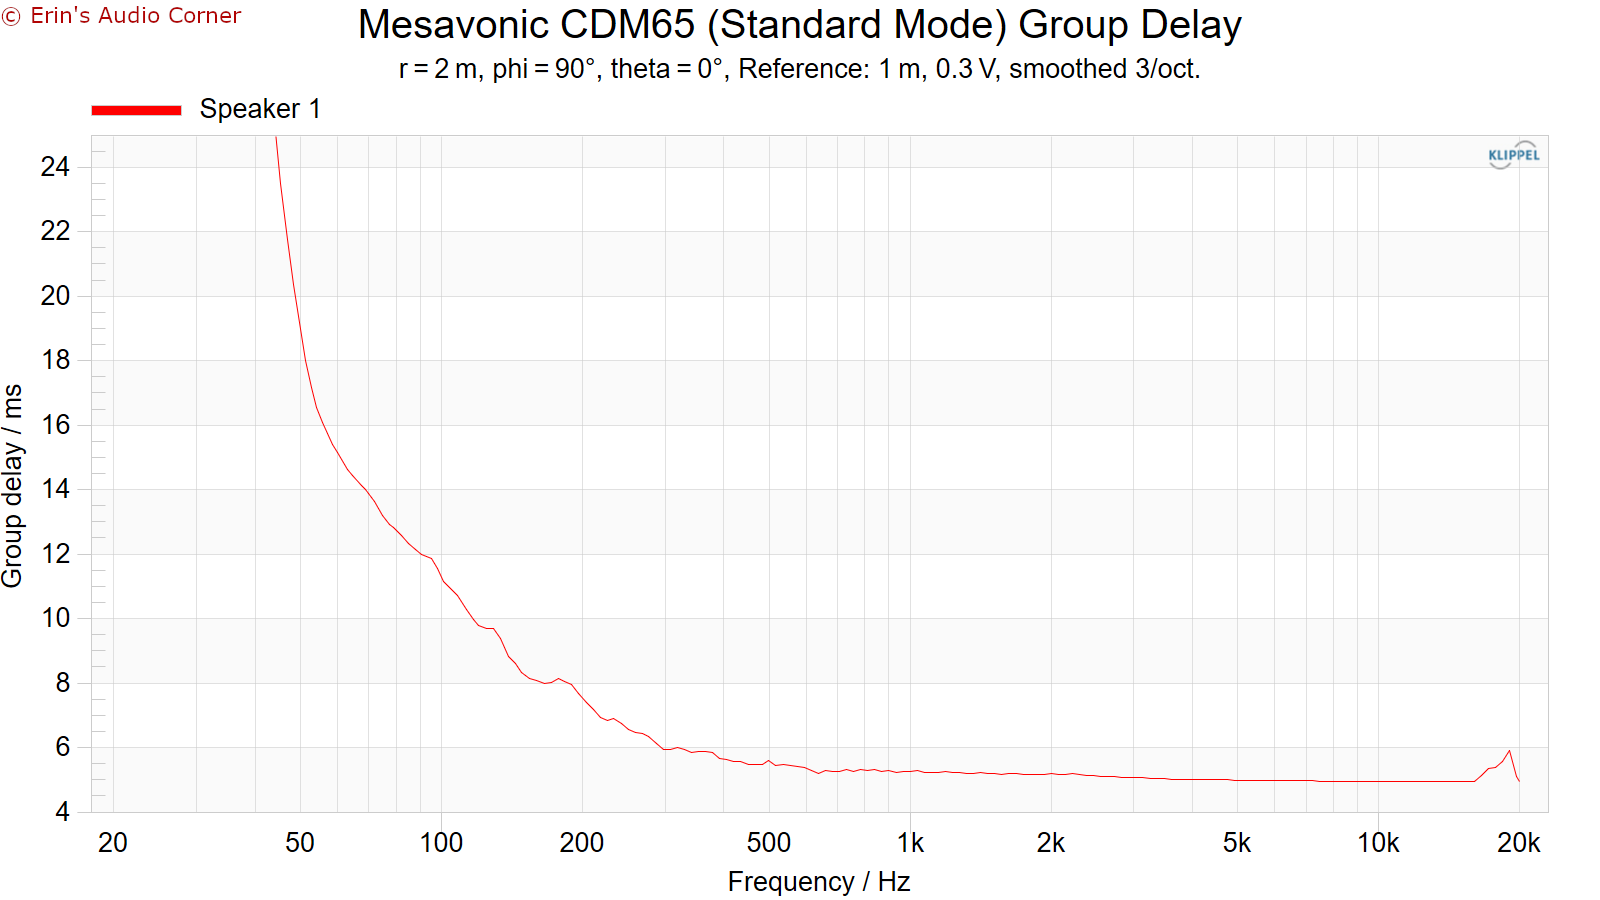 © Erin's Audio Corner
Mesavonic CDM65 (Standard Mode) Group Delay
r = 2 m, phi = 90°, theta = 0°, Reference: 1 m, 0.3 V, smoothed 3/oct.
Speaker 1
KLIPPEL
24
22
20
18
16
14
12
10
8
6
4
Group delay / ms
20 50 100 200 500 1k 2k 5k 10k 20k
Frequency / Hz